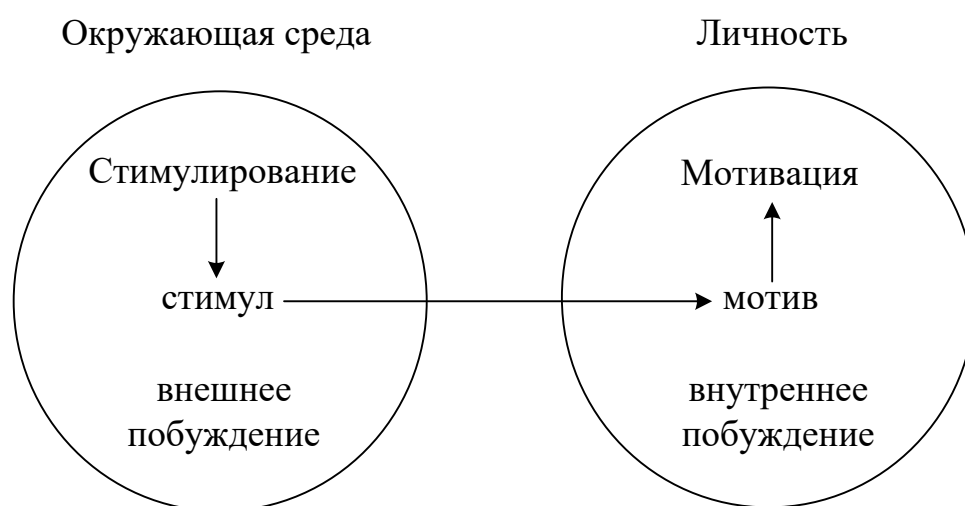 Окружающая среда
Личность
Стимулирование
стимул
внешнее
побуждение
Мотивация
мотив
внутреннее
побуждение